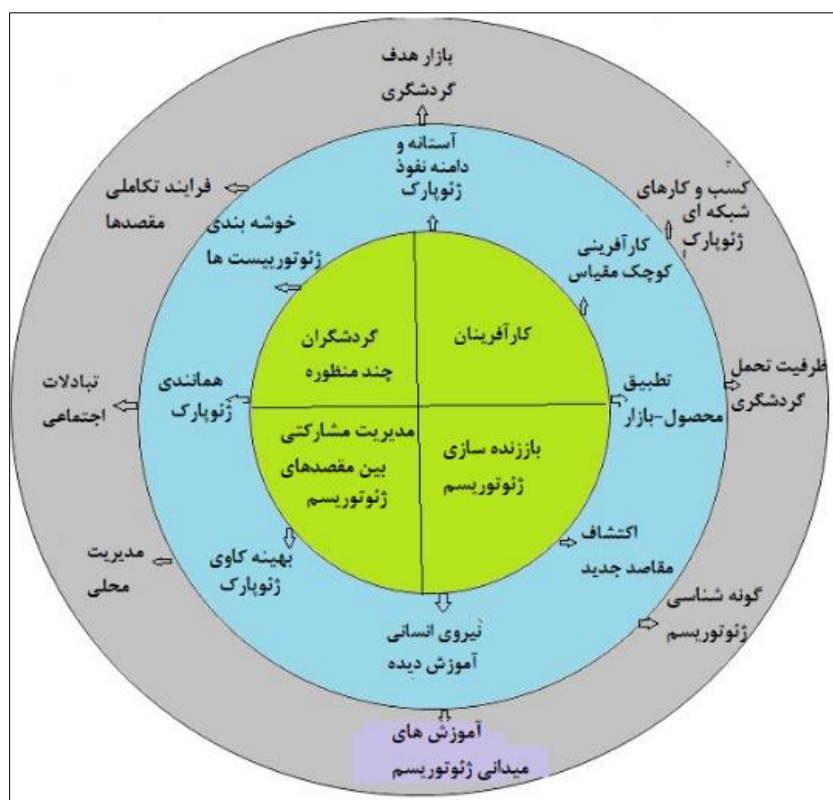 بازار هدف
گردشگری
آستانه و
دامنه نفوذ
ژئوپارک
کسب و کارهای
شبکه ای
ژئوپارک
فرایند تکاملی
مقصدها
خوشه بندی
ژئوتوریست ها
کارآفرینی
کوچک مقیاس
گردشگران
چند منظوره
کارآفرینان
تبادلات
اجتماعی
همانندی
ژئوپارک
تطبیق
محصول-بازار
ظرفیت تحمل
گردشگری
مدیریت مشارکتی
بین مقصدهای
ژئوتوریسم
باززنده سازی
ژئوتوریسم
مدیریت
محلی
بهینه کاوی
ژئوپارک
اکتشاف
مقاصد جدید
گونه شناسی
ژئوتوریسم
نیروی انسانی
آموزش دیده
آموزش های
میدانی ژئوتوریسم